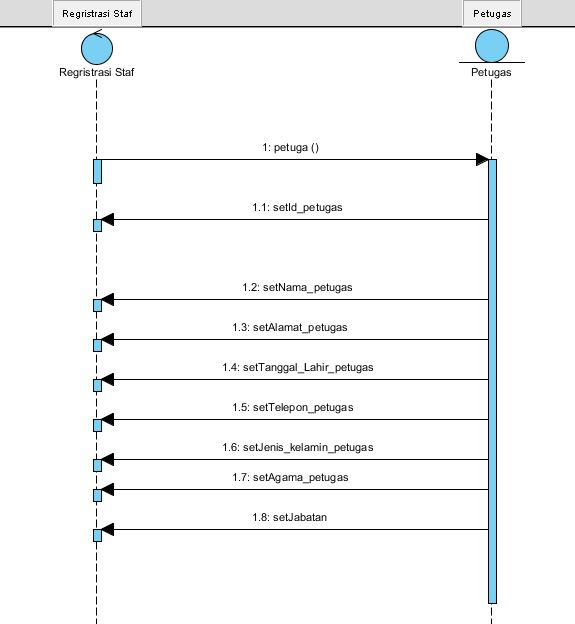 Regristrasi Staf
Petugas
Regristrasi Staf
Petugas
1: petuga ()
1.1: setId_petugas
1.2: setNama_petugas
1.3: setAlamat_petugas
1.4: setTanggal_Lahir_petugas
1.5: setTelepon_petugas
1.6: setJenis_kelamin_petugas
1.7: setAgama_petugas
1.8: setJabatan